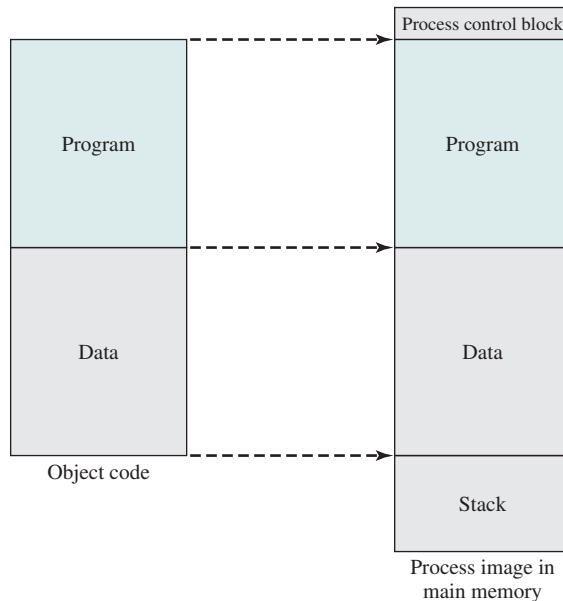 Process control block
Program
Program
Data
Data
Object code
Stack
Process image in
main memory